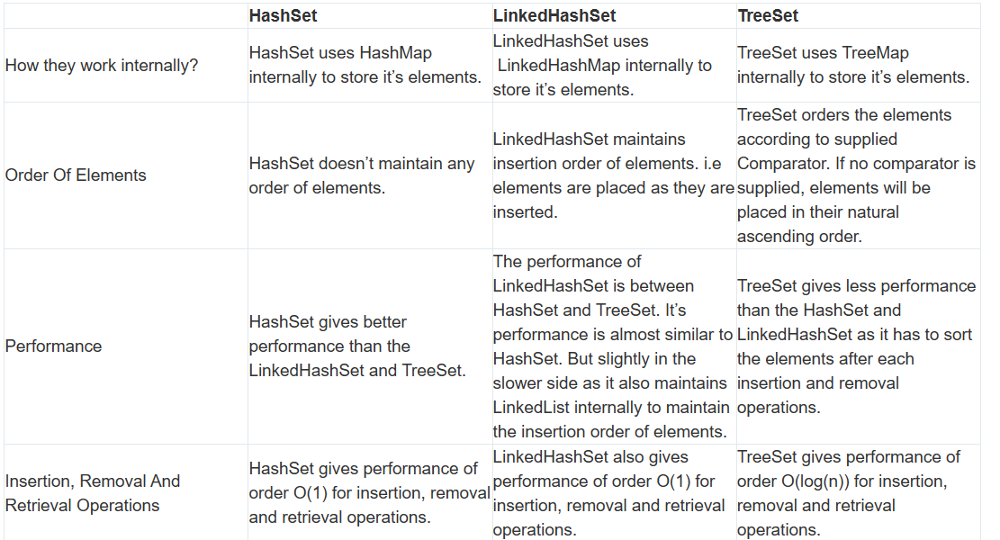 HashSet LinkedHashSet TreeSet
How they work internally?
HashSet uses HashMap
internally to store it’s elements.
LinkedHashSet uses
LinkedHashMap internally to
store it’s elements.
TreeSet uses TreeMap
internally to store it’s elements.
Order Of Elements
HashSet doesn’t maintain any
order of elements.
LinkedHashSet maintains
insertion order of elements. i.e
elements are placed as they are
inserted.
TreeSet orders the elements
according to supplied
Comparator. If no comparator is
supplied, elements will be
placed in their natural
ascending order.
Performance
HashSet gives better
performance than the
LinkedHashSet and TreeSet.
The performance of
LinkedHashSet is between
HashSet and TreeSet. It’s
performance is almost similar to
HashSet. But slightly in the
slower side as it also maintains
LinkedList internally to maintain
the insertion order of elements.
TreeSet gives less performance
than the HashSet and
LinkedHashSet as it has to sort
the elements after each
insertion and removal
operations.
Insertion, Removal And
Retrieval Operations
HashSet gives performance of
order O(1) for insertion, removal
and retrieval operations.
LinkedHashSet also gives
performance of order O(1) for
insertion, removal and retrieval
operations.
TreeSet gives performance of
order O(log(n)) for insertion,
removal and retrieval
operations.